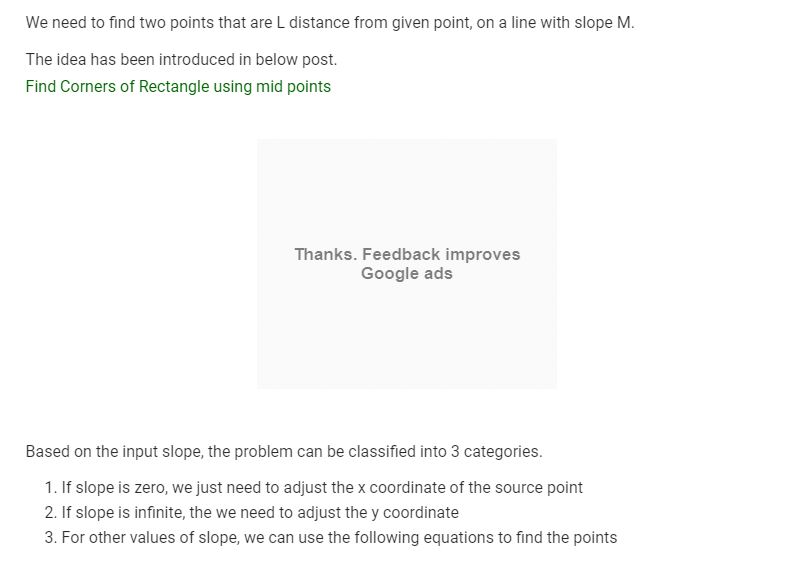 We need to find two points that are L distance from given point, on a line with slope M.
The idea has been introduced in below post.
Find Corners of Rectangle using mid points
Thanks. Feedback improves
Google ads
Based on the input slope, the problem can be classified into 3 categories.
1. If slope is zero, we just need to adjust the x coordinate of the source point
2. If slope is infinite, the we need to adjust the y coordinate
3. For other values of slope, we can use the following equations to find the points